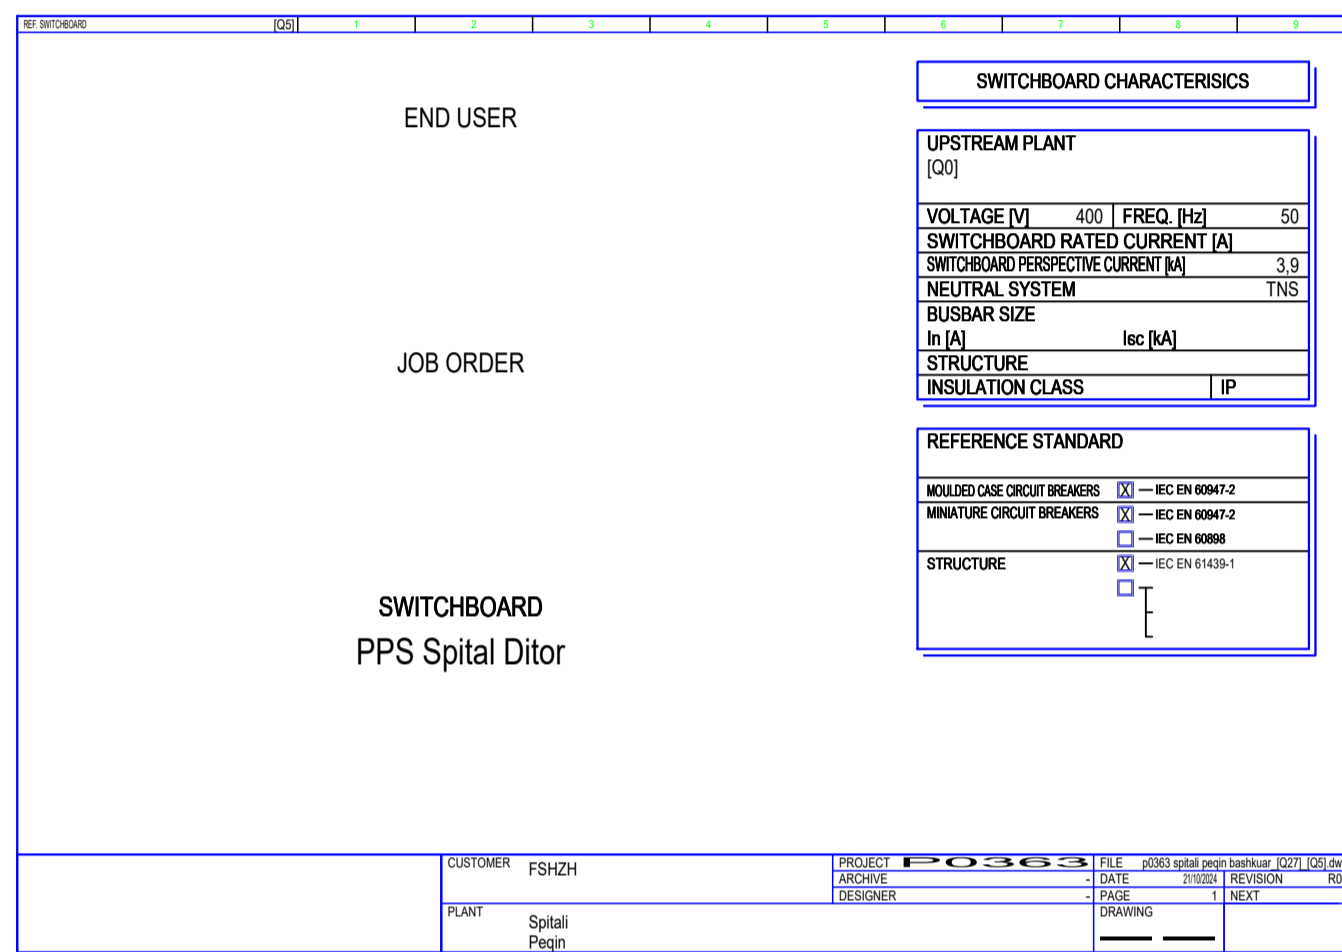 REF. SWITCHBOARD [Q5] 1 2 3 4 5 6 7 8 9
SWITCHBOARD CHARACTERISICS
END USER
UPSTREAM PLANT
[Q0]
VOLTAGE [V] 400 FREQ. [Hz] 50
SWITCHBOARD RATED CURRENT [A]
SWITCHBOARD PERSPECTIVE CURRENT [kA] 3,9
NEUTRAL SYSTEM TNS
BUSBAR SIZE
In [A] Isc [kA]
JOB ORDER
STRUCTURE
INSULATION CLASS IP
REFERENCE STANDARD
MOULDED CASE CIRCUIT BREAKERS X — IEC EN 60947-2
MINIATURE CIRCUIT BREAKERS X — IEC EN 60947-2
— IEC EN 60898
STRUCTURE X — IEC EN 61439-1
SWITCHBOARD
PPS Spital Ditor
CUSTOMER FSHZH
PROJECT P0363 FILE p0363 spitali peqin bashkuar_[Q27]_[Q5].dw
ARCHIVE - DATE 21/10/2024 REVISION R0
DESIGNER - PAGE 1 NEXT
PLANT Spitali
Peqin
DRAWING